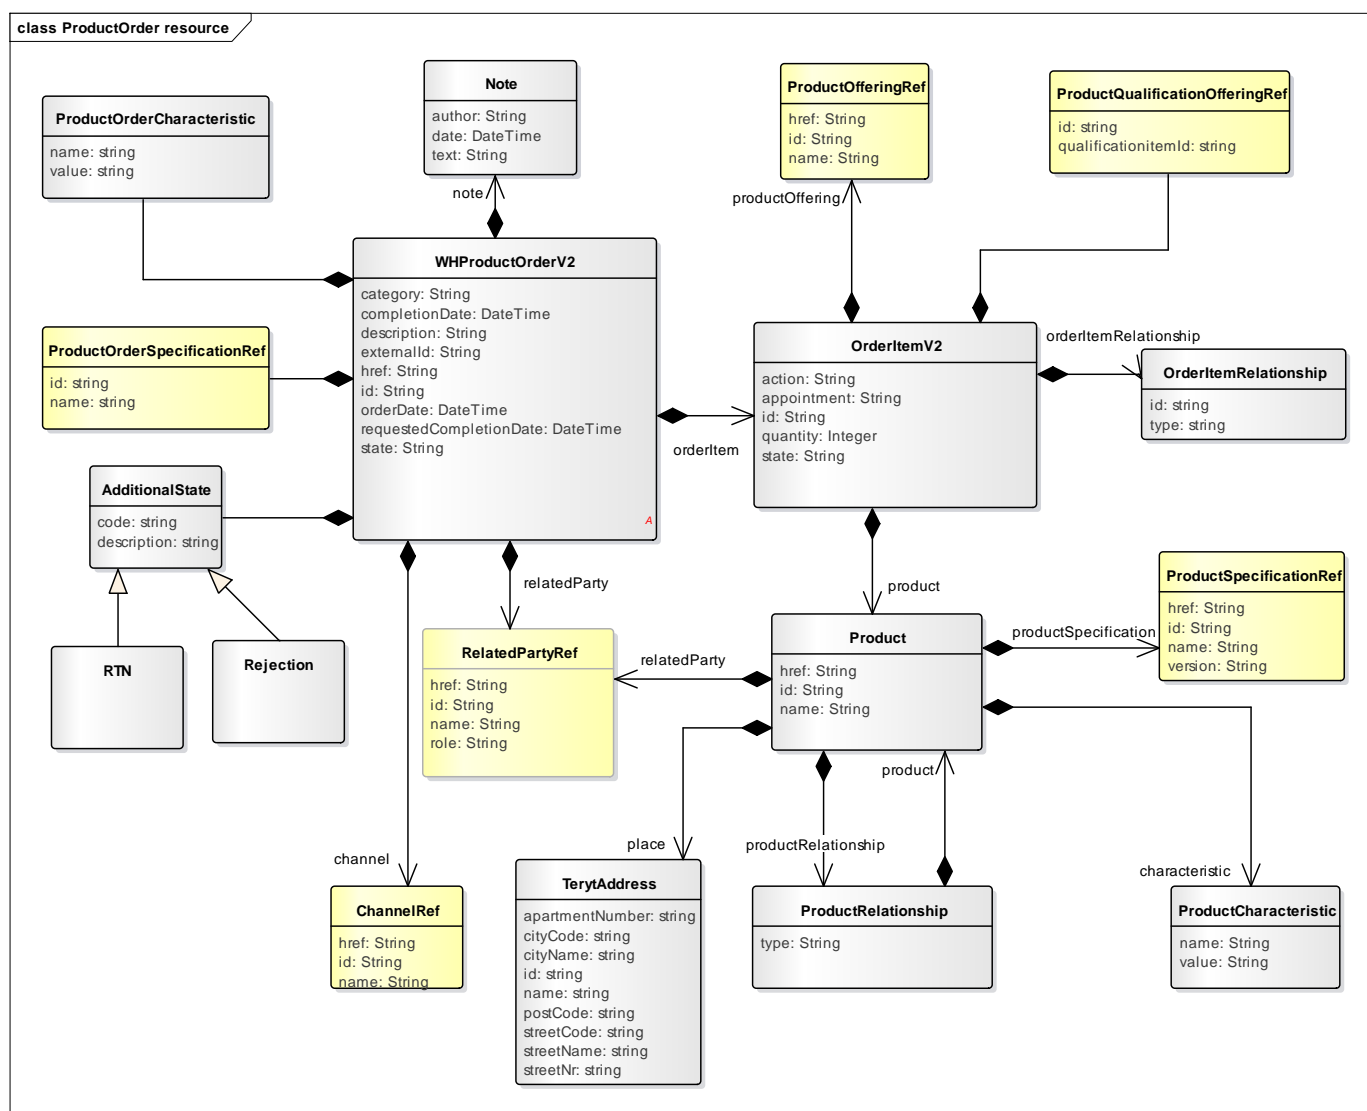 class ProductOrder resource
Note
author: String
date: DateTime
text: String
ProductOfferingRef
href: String
id: String
name: String
ProductQualificationOfferingRef
id: string
qualificationitemId: string
ProductOrderCharacteristic
name: string
value: string
note
productOffering
WHProductOrderV2
category: String
completionDate: DateTime
description: String
externalId: String
href: String
id: String
orderDate: DateTime
requestedCompletionDate: DateTime
state: String
A
ProductOrderSpecificationRef
id: string
name: string
orderItem
OrderItemV2
action: String
appointment: String
id: String
quantity: Integer
state: String
orderItemRelationship
OrderItemRelationship
id: string
type: string
AdditionalState
code: string
description: string
RTN
Rejection
relatedParty
product
RelatedPartyRef
href: String
id: String
name: String
role: String
relatedParty
Product
href: String
id: String
name: String
productSpecification
ProductSpecificationRef
href: String
id: String
name: String
version: String
product
channel
place
productRelationship
characteristic
ChannelRef
href: String
id: String
name: String
TerytAddress
apartmentNumber: string
cityCode: string
cityName: string
id: string
name: string
postCode: string
streetCode: string
streetName: string
streetNr: string
ProductRelationship
type: String
ProductCharacteristic
name: String
value: String